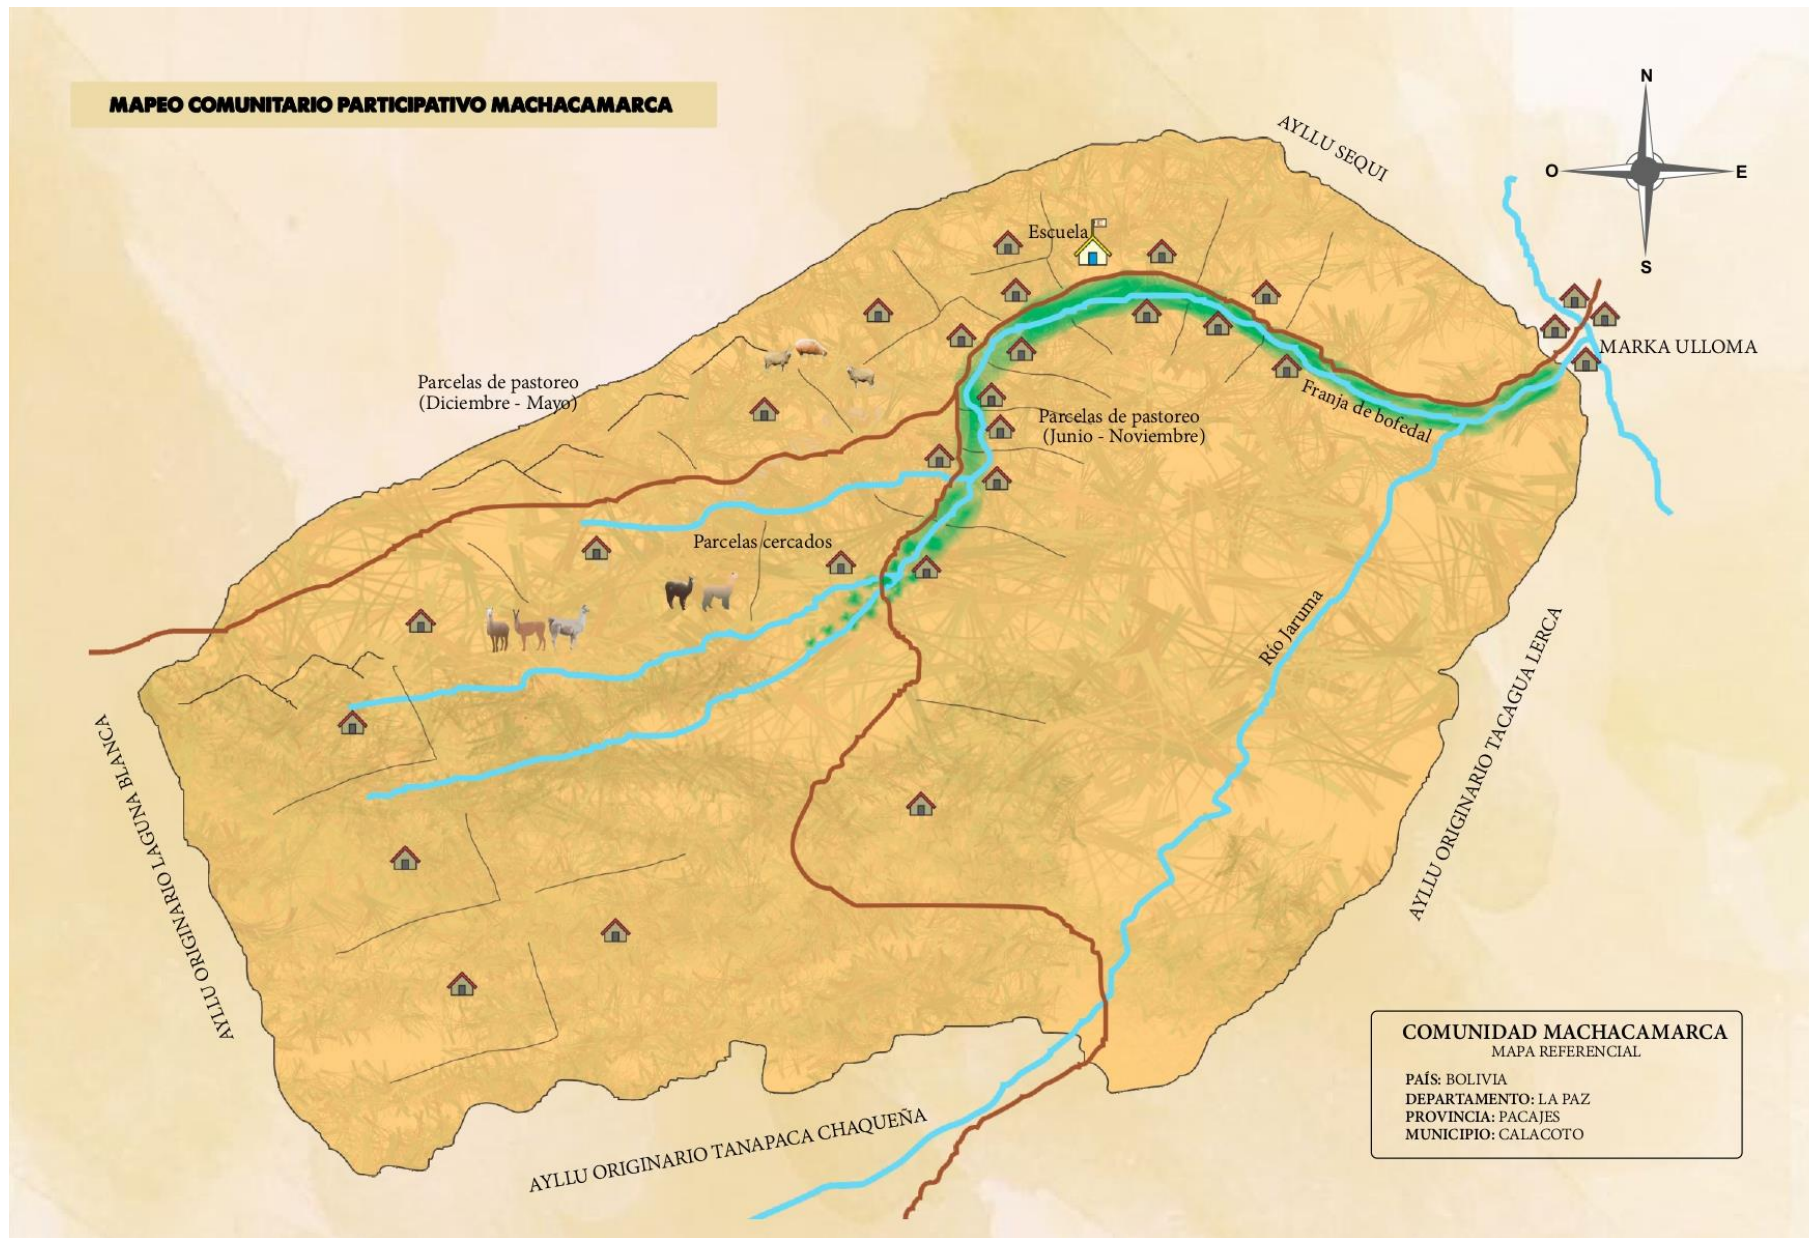 MAPEO COMUNITARIO PARTICIPATIVO MACHACAMARCA
N
O
E
S
AYLLU SEQUI
Escuela
MARKA ULLOMA
Parcelas de pastoreo
(Diciembre - Mayo)
Parcelas de pastoreo
(Junio - Noviembre)
Franja de bofedal
Parcelas cercados
Río Jaruma
AYLLU ORIGINARIO TACAGUA LERCA
AYLLU ORIGINARIO LAGUNA BLANCA
AYLLU ORIGINARIO TANAPACA CHAQUEÑA
COMUNIDAD MACHACAMARCA
MAPA REFERENCIAL
PAÍS: BOLIVIA
DEPARTAMENTO: LA PAZ
PROVINCIA: PACAJES
MUNICIPIO: CALACOTO